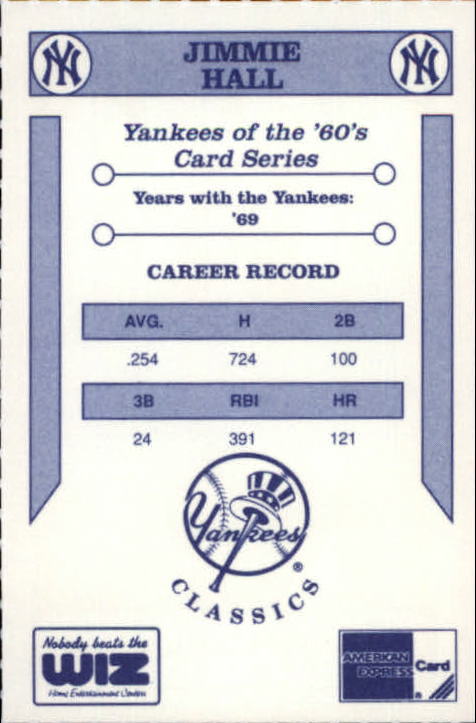 NY
JIMMIE
HALL
NY
Yankees of the '60's
Card Series
Years with the Yankees:
'69
CAREER RECORD
AVG. H 2B
.254 724 100
3B RBI HR
24 391 121
Yankees
®
CLASSICS
Nobody beats the
WIZ
Home Entertainment Centers
AMERICAN
EXPRESS
®
Card